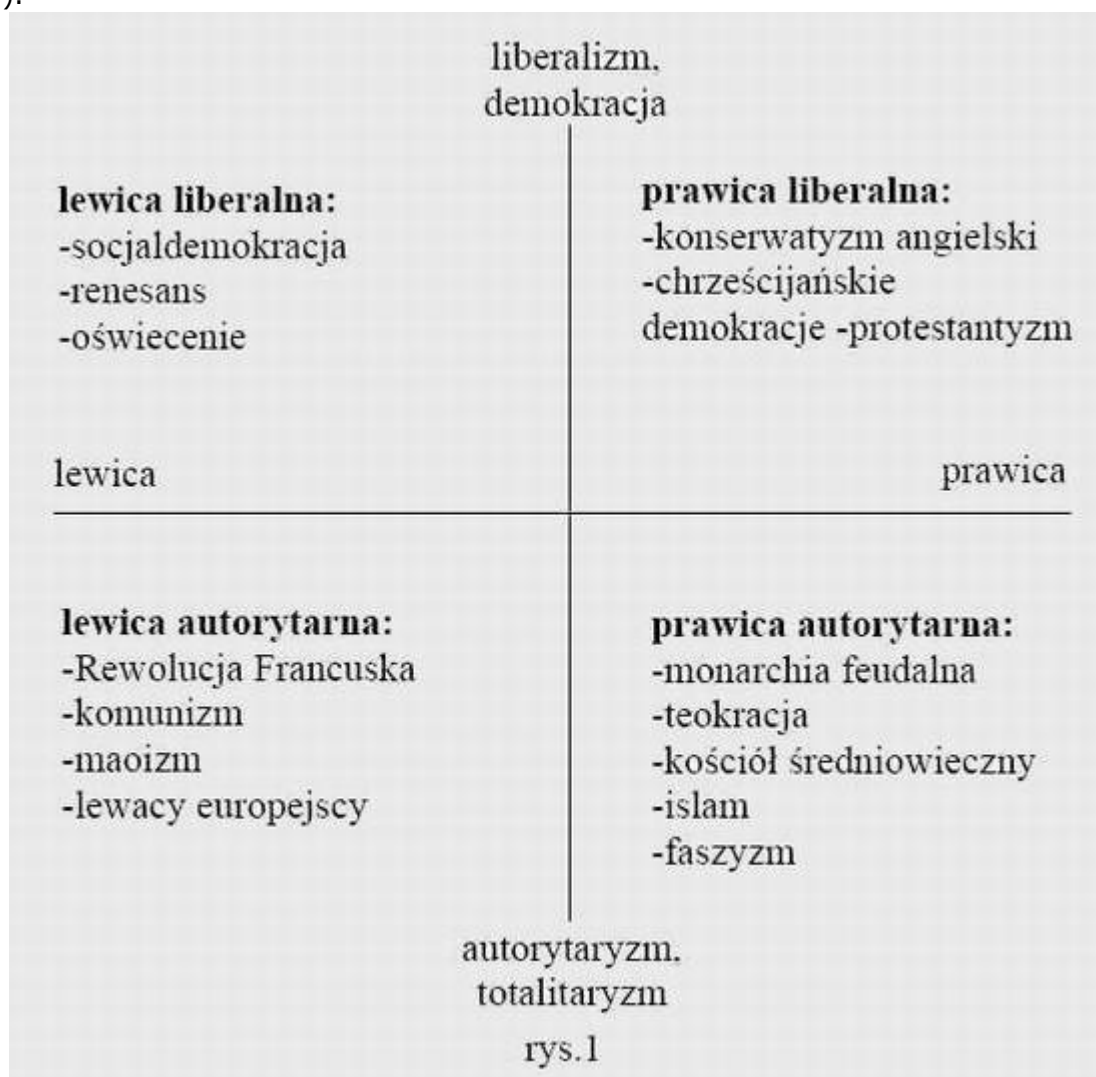 ).
liberalizm,
demokracja
lewica liberalna:
-socjaldemokracja
-renesans
-oświecenie
prawica liberalna:
-konserwatyzm angielski
-chrześcijańskie
demokracje -protestantyzm
lewica
prawica
lewica autorytarna:
-Rewolucja Francuska
-komunizm
-maoizm
-lewacy europejscy
prawica autorytarna:
-monarchia feudalna
-teokracja
-kościół średniowieczny
-islam
-faszyzm
autorytaryzm,
totalitaryzm
rys.1